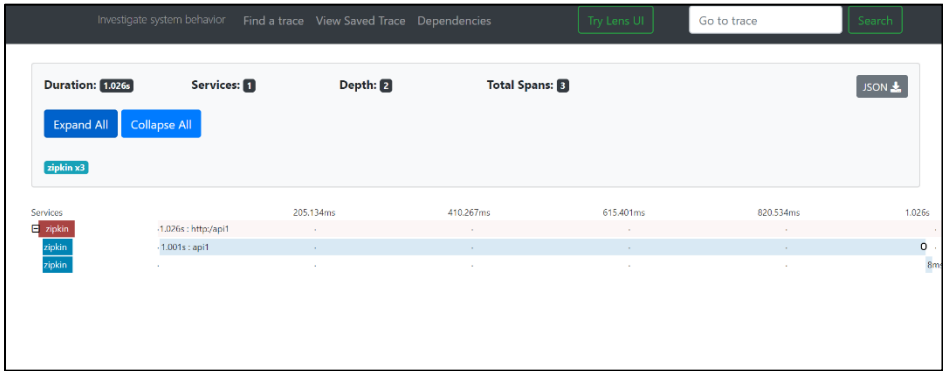 Investigate system behavior Find a trace View Saved Trace Dependencies Try Lens UI Go to trace Search
Duration: 1.026s Services: 1 Depth: 2 Total Spans: 3 JSON
Expand All Collapse All
zipkin x3
Services 205.134ms 410.267ms 615.401ms 820.534ms 1.026s
zipkin 1.026s : http:/api1
zipkin 1.001s : api1
zipkin